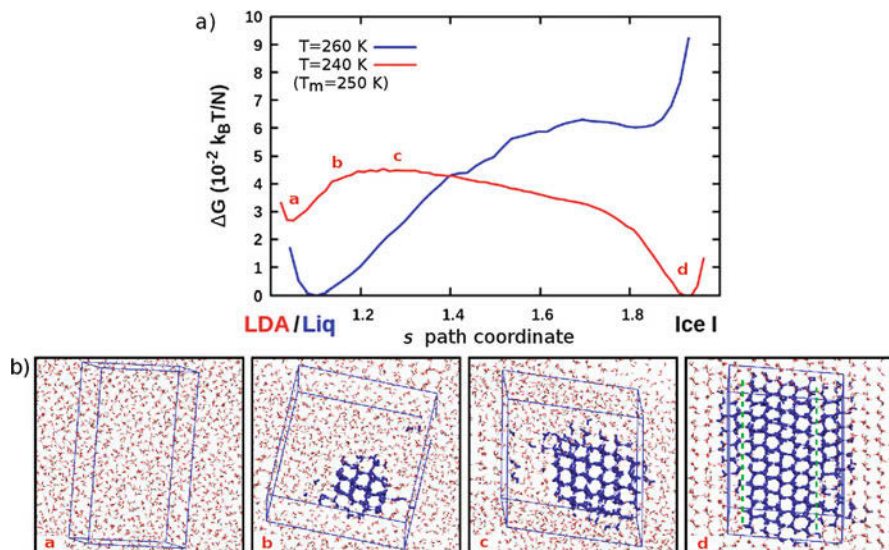 a)
T=260 K
T=240 K
(Tm=250 K)
ΔG (10⁻² kBT/N)
10
9
8
7
6
5
4
3
2
1
0
a
b
c
d
1.2
1.4
1.6
1.8
LDA/Liq
s path coordinate
Ice I
b)
a
b
c
d